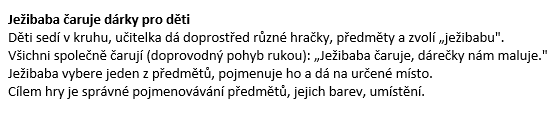 Ježibaba čaruje dárky pro děti
Děti sedí v kruhu, učitelka dá doprostřed různé hračky, předměty a zvolí „ježibabu".
Všichni společně čarují (doprovodný pohyb rukou): „Ježibaba čaruje, dárečky nám maluje."
Ježibaba vybere jeden z předmětů, pojmenuje ho a dá na určené místo.
Cílem hry je správné pojmenovávání předmětů, jejich barev, umístění.